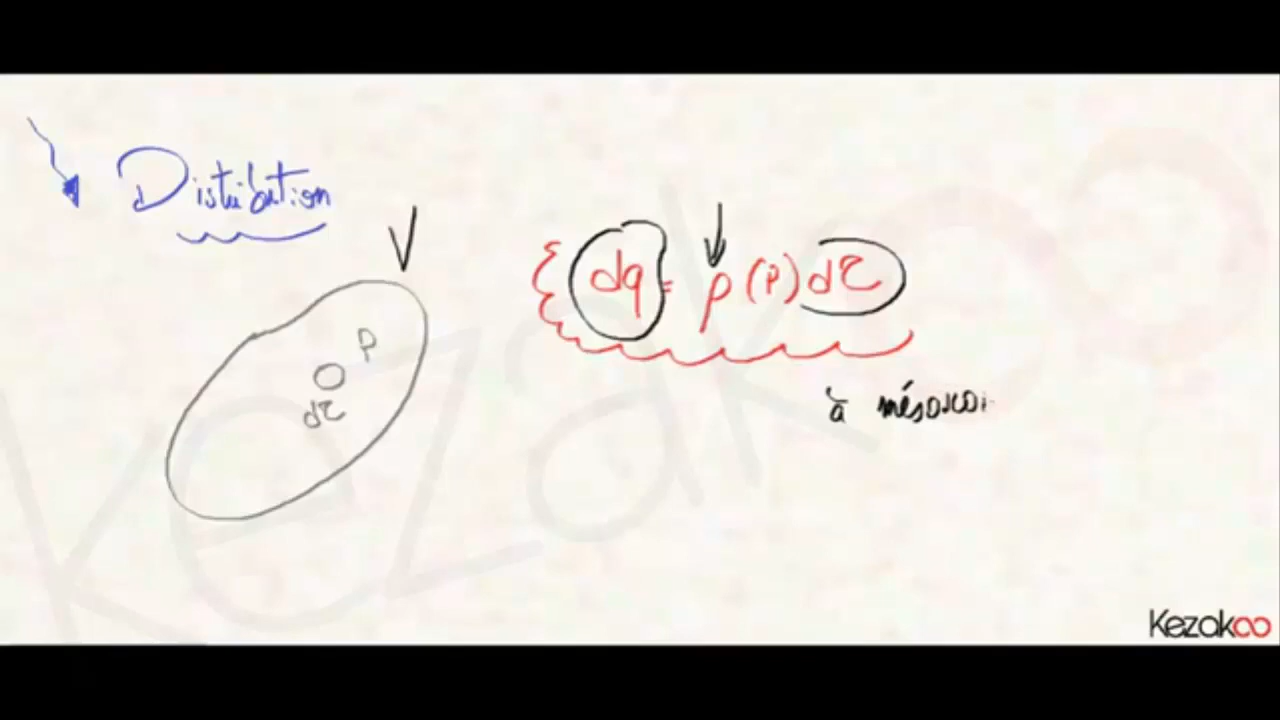 Distribution
V
dq = ρ(P) dτ
P
dτ
à mésosco
Kezakoo